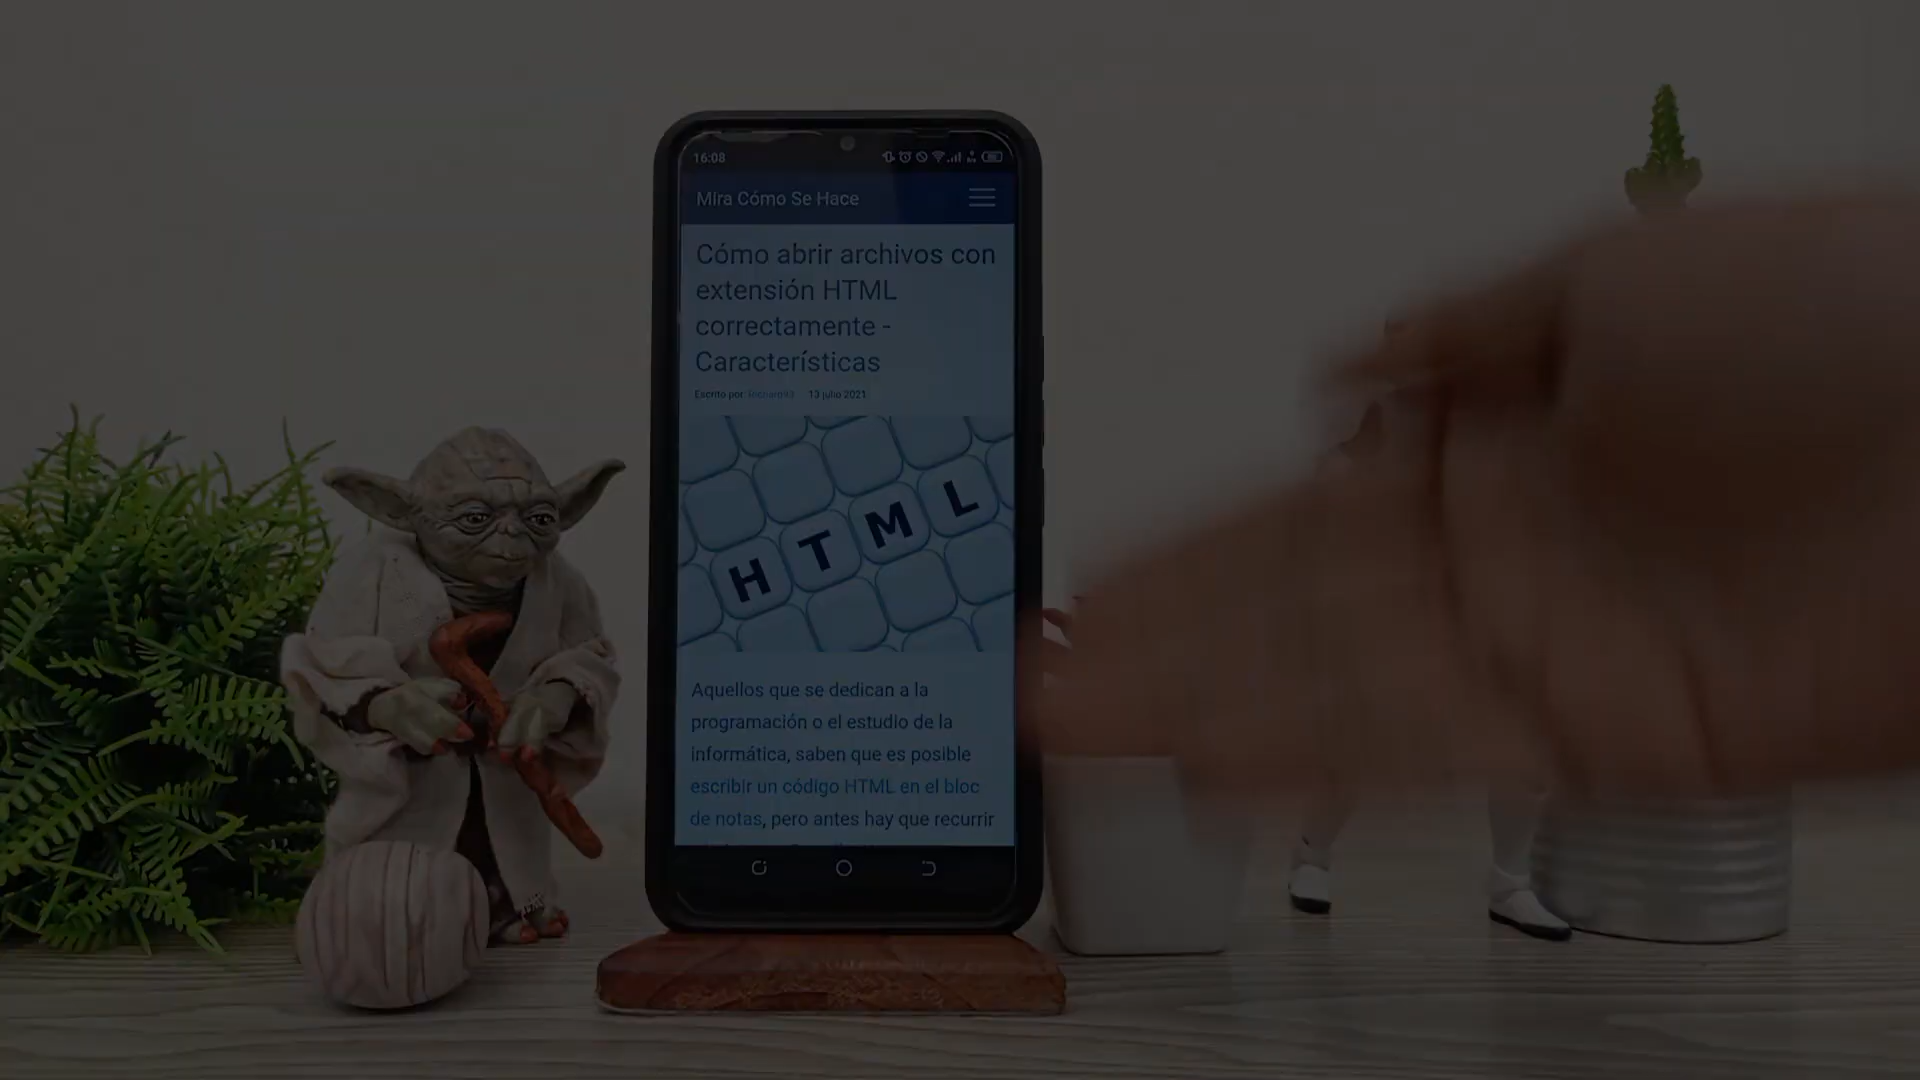 16:08
Mira Cómo Se Hace
Cómo abrir archivos con
extensión HTML
correctamente -
Características
Escrito por: 13 julio 2021
HTML
Aquellos que se dedican a la
programación o el estudio de la
informática, saben que es posible
escribir un código HTML en el bloc
de notas, pero antes hay que recurrir